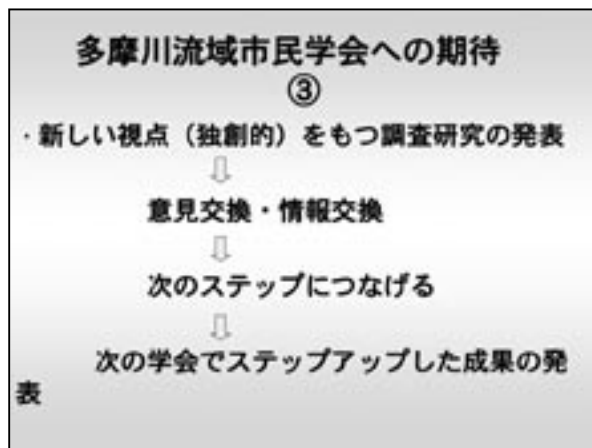 多摩川流域市民学会への期待
③
・新しい視点（独創的）をもつ調査研究の発表
意見交換・情報交換
次のステップにつなげる
次の学会でステップアップした成果の発
表